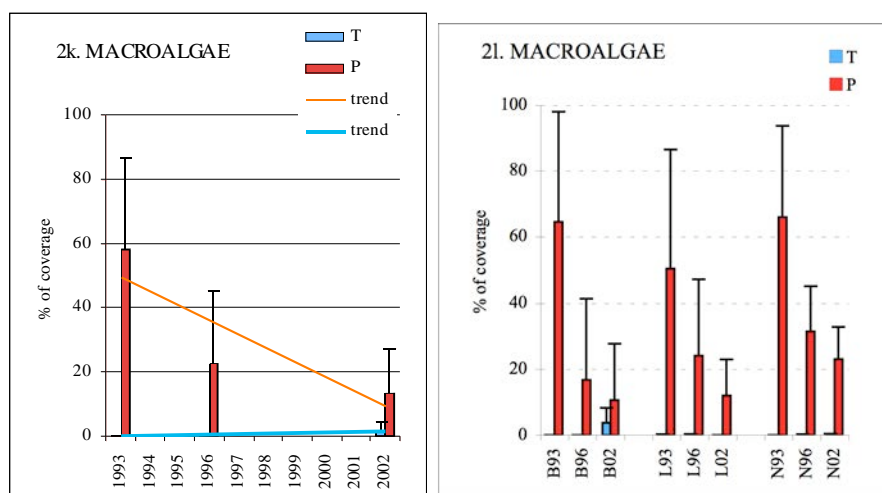 2k. MACROALGAE
T
P
trend
trend
% of coverage
100
80
60
40
20
0
1993
1994
1995
1996
1997
1998
1999
2000
2001
2002
2l. MACROALGAE
T
P
% of coverage
100
80
60
40
20
0
B93
B96
B02
L93
L96
L02
N93
N96
N02